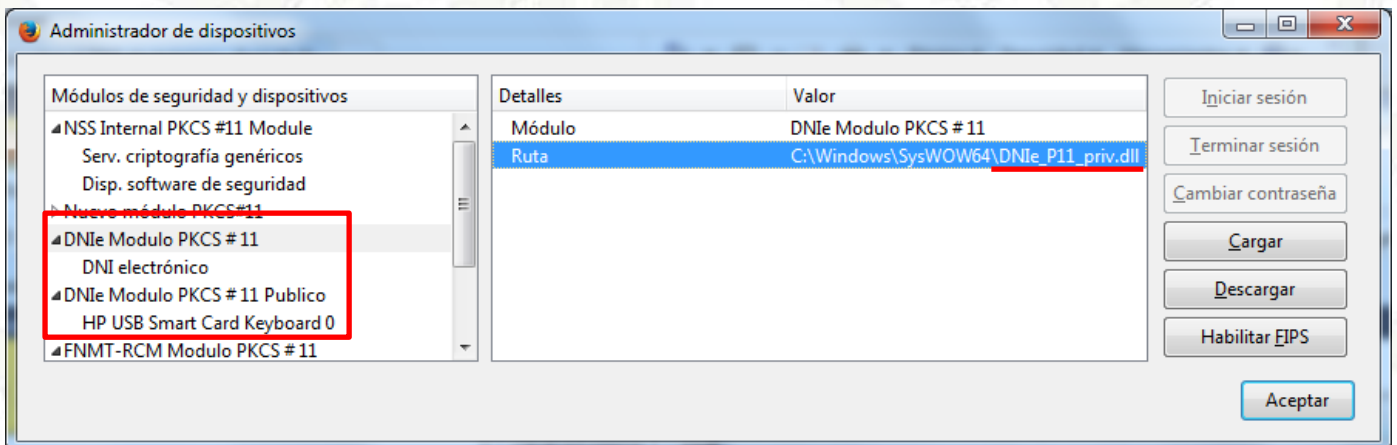 Administrador de dispositivos
Módulos de seguridad y dispositivos
NSS Internal PKCS #11 Module
Serv. criptografía genéricos
Disp. software de seguridad
Nuevo módulo PKCS#11
DNIe Modulo PKCS # 11
DNI electrónico
DNIe Modulo PKCS # 11 Publico
HP USB Smart Card Keyboard 0
FNMT-RCM Modulo PKCS # 11
Detalles Valor
Módulo DNIe Modulo PKCS # 11
Ruta C:\Windows\SysWOW64\DNIe_P11_priv.dll
Iniciar sesión
Terminar sesión
Cambiar contraseña
Cargar
Descargar
Habilitar FIPS
Aceptar